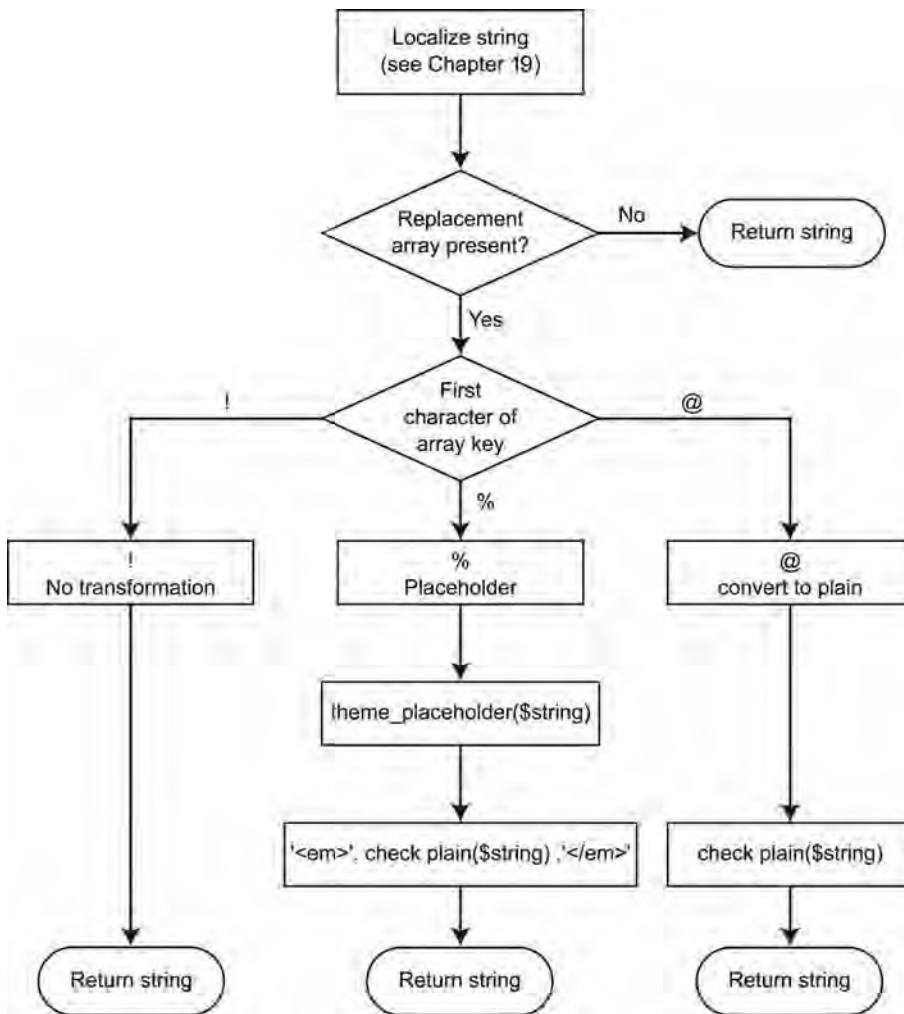 Localize string
(see Chapter 19)
Replacement
array present?
No
Return string
Yes
First
character of
array key
!
@
%
!
No transformation
%
Placeholder
@
convert to plain
theme_placeholder($string)
'<em>'. check plain($string) .'</em>'
check plain($string)
Return string
Return string
Return string